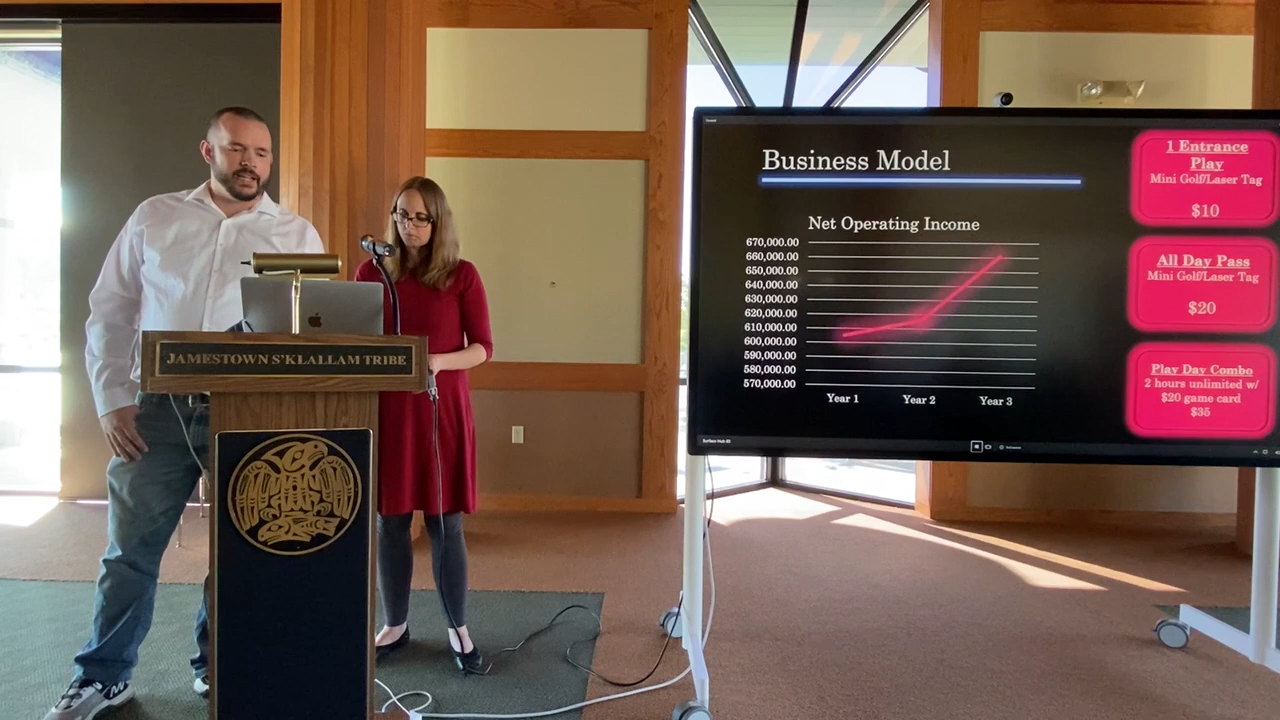 JAMESTOWN S'KLALLAM TRIBE
Business Model
Net Operating Income
670,000.00
660,000.00
650,000.00
640,000.00
630,000.00
620,000.00
610,000.00
600,000.00
590,000.00
580,000.00
570,000.00
Year 1 Year 2 Year 3
1 Entrance
Play
Mini Golf/Laser Tag
$10
All Day Pass
Mini Golf/Laser Tag
$20
Play Day Combo
2 hours unlimited w/
$20 game card
$35